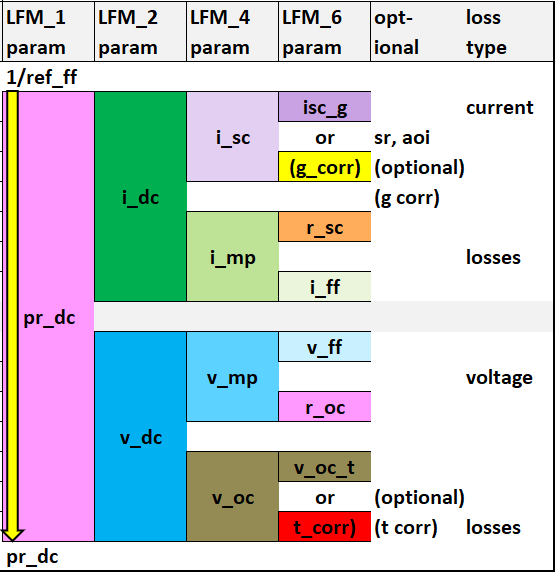 LFM_1 LFM_2 LFM_4 LFM_6 opt- loss
param param param param ional type
1/ref_ff
isc_g current
i_sc or sr, aoi
(g_corr) (optional)
i_dc (g corr)
r_sc
i_mp losses
i_ff
pr_dc
v_ff
v_mp voltage
r_oc
v_dc
v_oc_t
v_oc or (optional)
t_corr) (t corr) losses
pr_dc